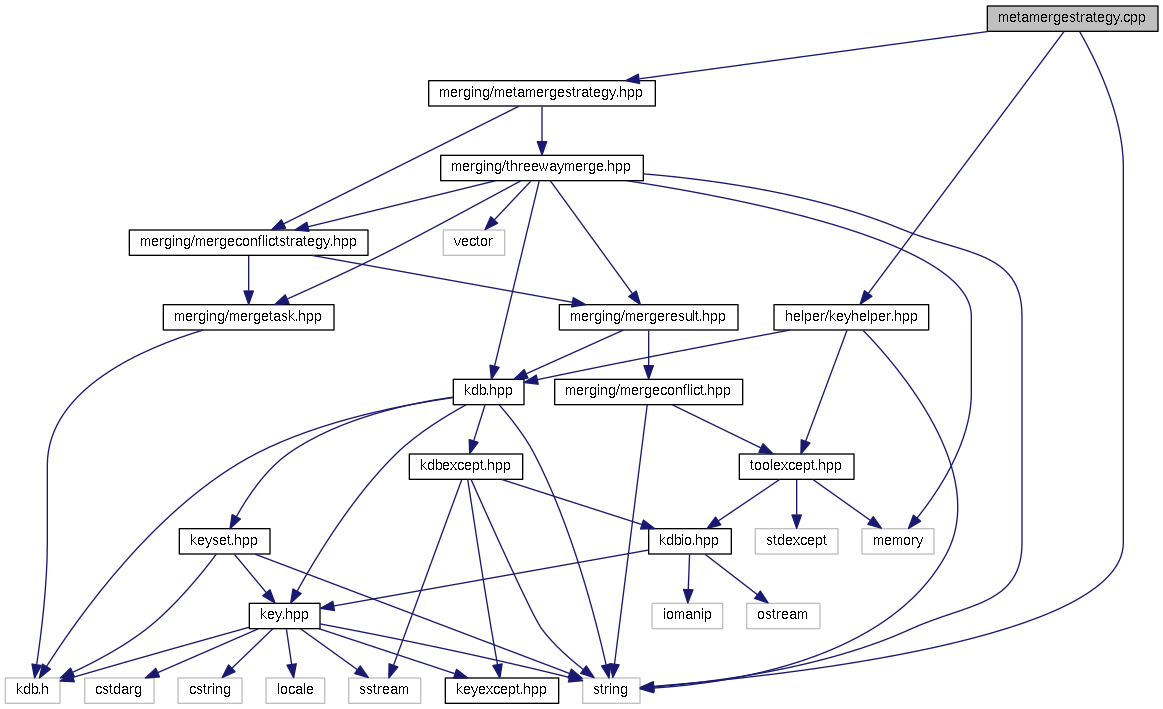 metamergestrategy.cpp
merging/metamergestrategy.hpp
merging/threewaymerge.hpp
merging/mergeconflictstrategy.hpp
vector
merging/mergetask.hpp
merging/mergeresult.hpp
helper/keyhelper.hpp
kdb.hpp
merging/mergeconflict.hpp
kdbexcept.hpp
toolexcept.hpp
keyset.hpp
kdbio.hpp
stdexcept
memory
key.hpp
iomanip
ostream
kdb.h
cstdarg
cstring
locale
sstream
keyexcept.hpp
string